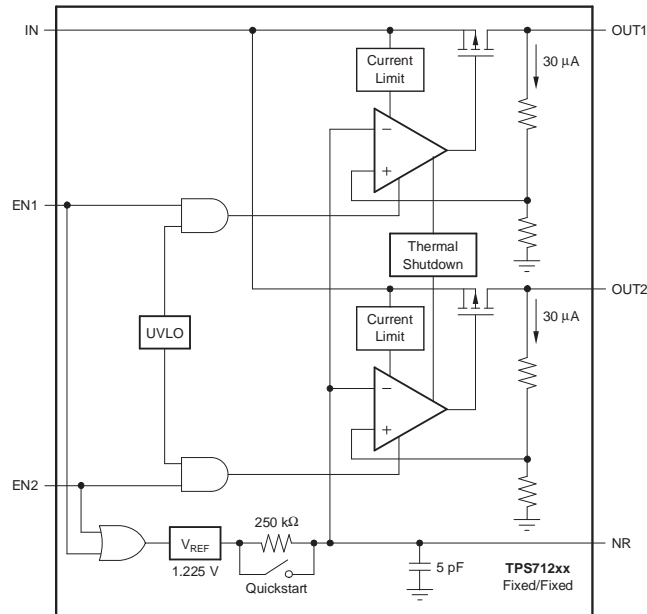 IN
OUT1
Current
Limit
30 µA
−
+
EN1
Thermal
Shutdown
OUT2
UVLO
Current
Limit
30 µA
−
+
EN2
250 kΩ
VREF
NR
1.225 V
Quickstart
5 pF
TPS712xx
Fixed/Fixed